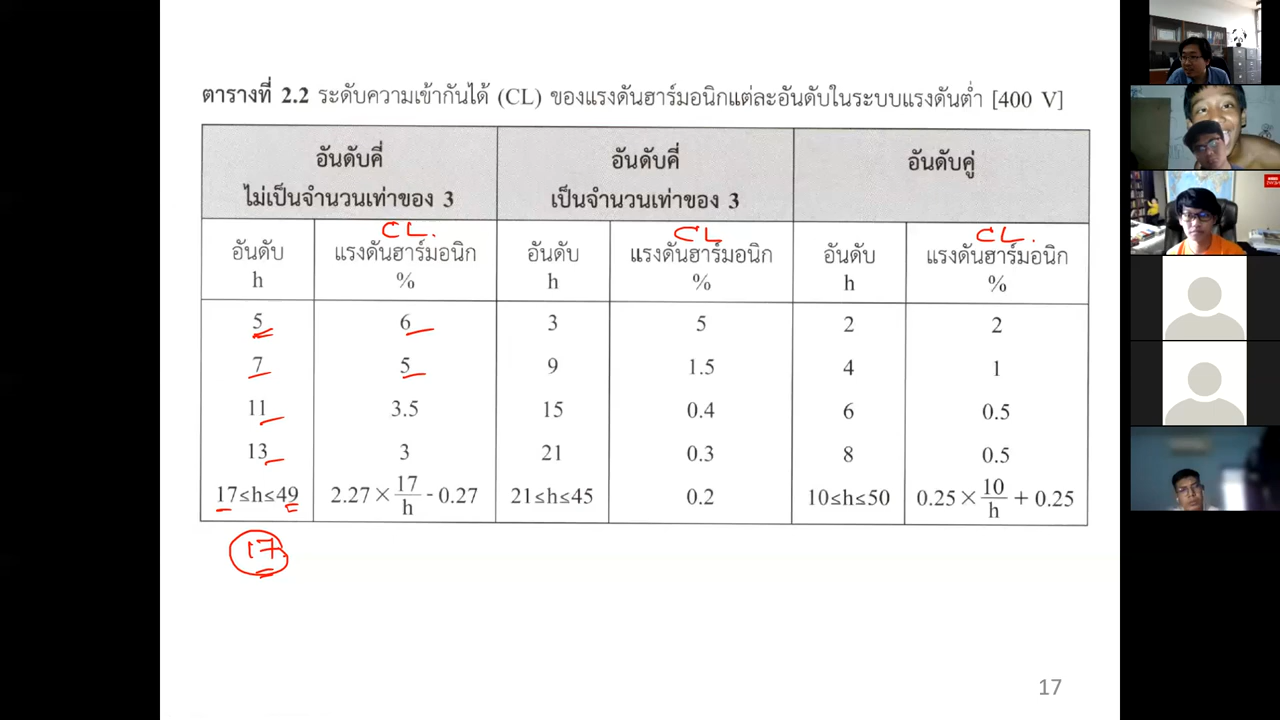 ตารางที่ 2.2 ระดับความเข้ากันได้ (CL) ของแรงดันฮาร์มอนิกแต่ละอันดับในระบบแรงดันต่ำ [400 V]
อันดับคี่ ไม่เป็นจำนวนเท่าของ 3 อันดับคี่ เป็นจำนวนเท่าของ 3 อันดับคู่
CL. CL CL.
อันดับ h แรงดันฮาร์มอนิก % อันดับ h แรงดันฮาร์มอนิก % อันดับ h แรงดันฮาร์มอนิก %
5 6 3 5 2 2
7 5 9 1.5 4 1
11 3.5 15 0.4 6 0.5
13 3 21 0.3 8 0.5
17≤h≤49 2.27 × 17/h - 0.27 21≤h≤45 0.2 10≤h≤50 0.25 × 10/h + 0.25
17
17